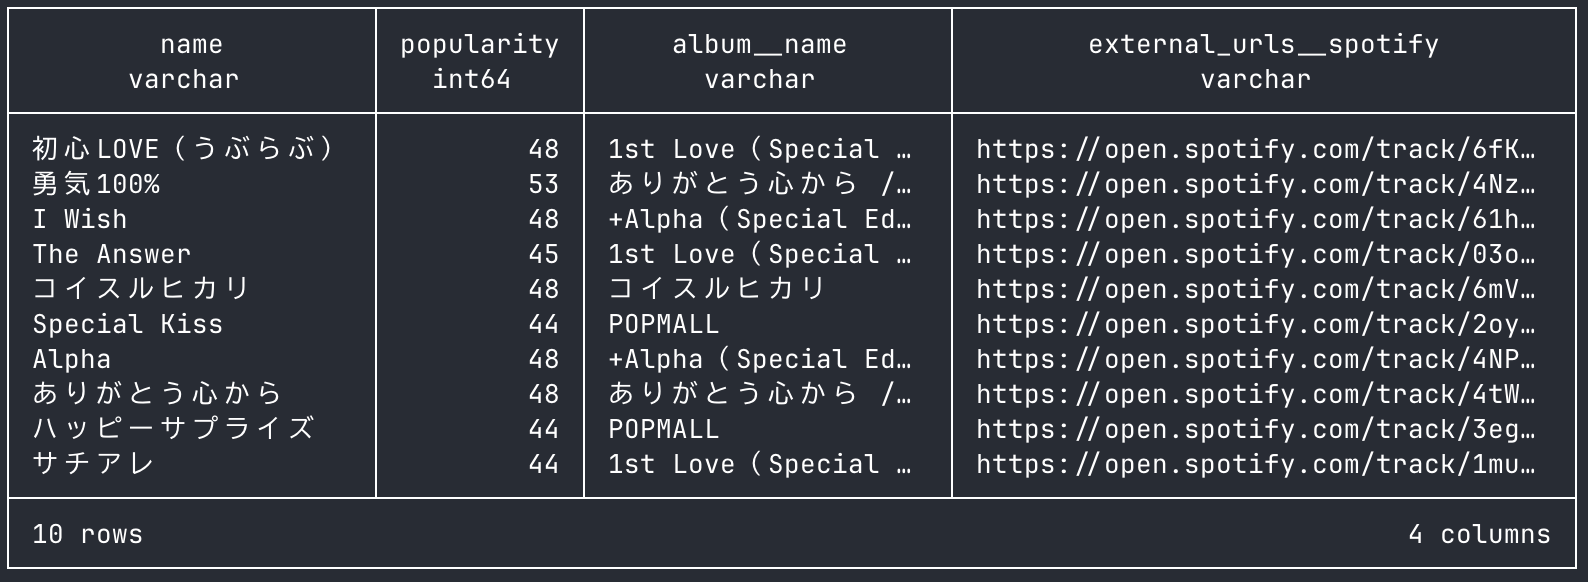 name popularity album__name external_urls__spotify
varchar int64 varchar varchar
初心LOVE（うぶらぶ） 48 1st Love（Special … https://open.spotify.com/track/6fK…
勇気100% 53 ありがとう心から /… https://open.spotify.com/track/4Nz…
I Wish 48 +Alpha（Special Ed… https://open.spotify.com/track/61h…
The Answer 45 1st Love（Special … https://open.spotify.com/track/03o…
コイスルヒカリ 48 コイスルヒカリ https://open.spotify.com/track/6mV…
Special Kiss 44 POPMALL https://open.spotify.com/track/2oy…
Alpha 48 +Alpha（Special Ed… https://open.spotify.com/track/4NP…
ありがとう心から 48 ありがとう心から /… https://open.spotify.com/track/4tW…
ハッピーサプライズ 44 POPMALL https://open.spotify.com/track/3eg…
サチアレ 44 1st Love（Special … https://open.spotify.com/track/1mu…
10 rows 4 columns